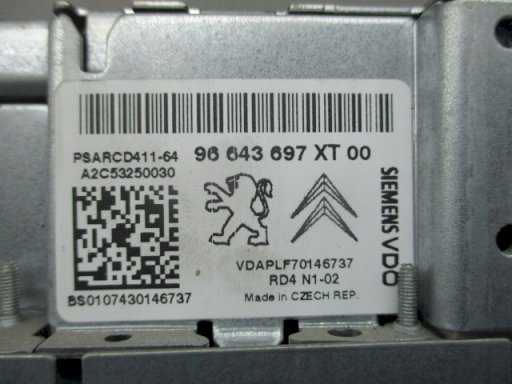 PSARCD411-64 96 643 697 XT 00
A2C53250030
SIEMENS VDO
VDAPLF70146737
RD4 N1-02
BS0107430146737
Made in CZECH REP.